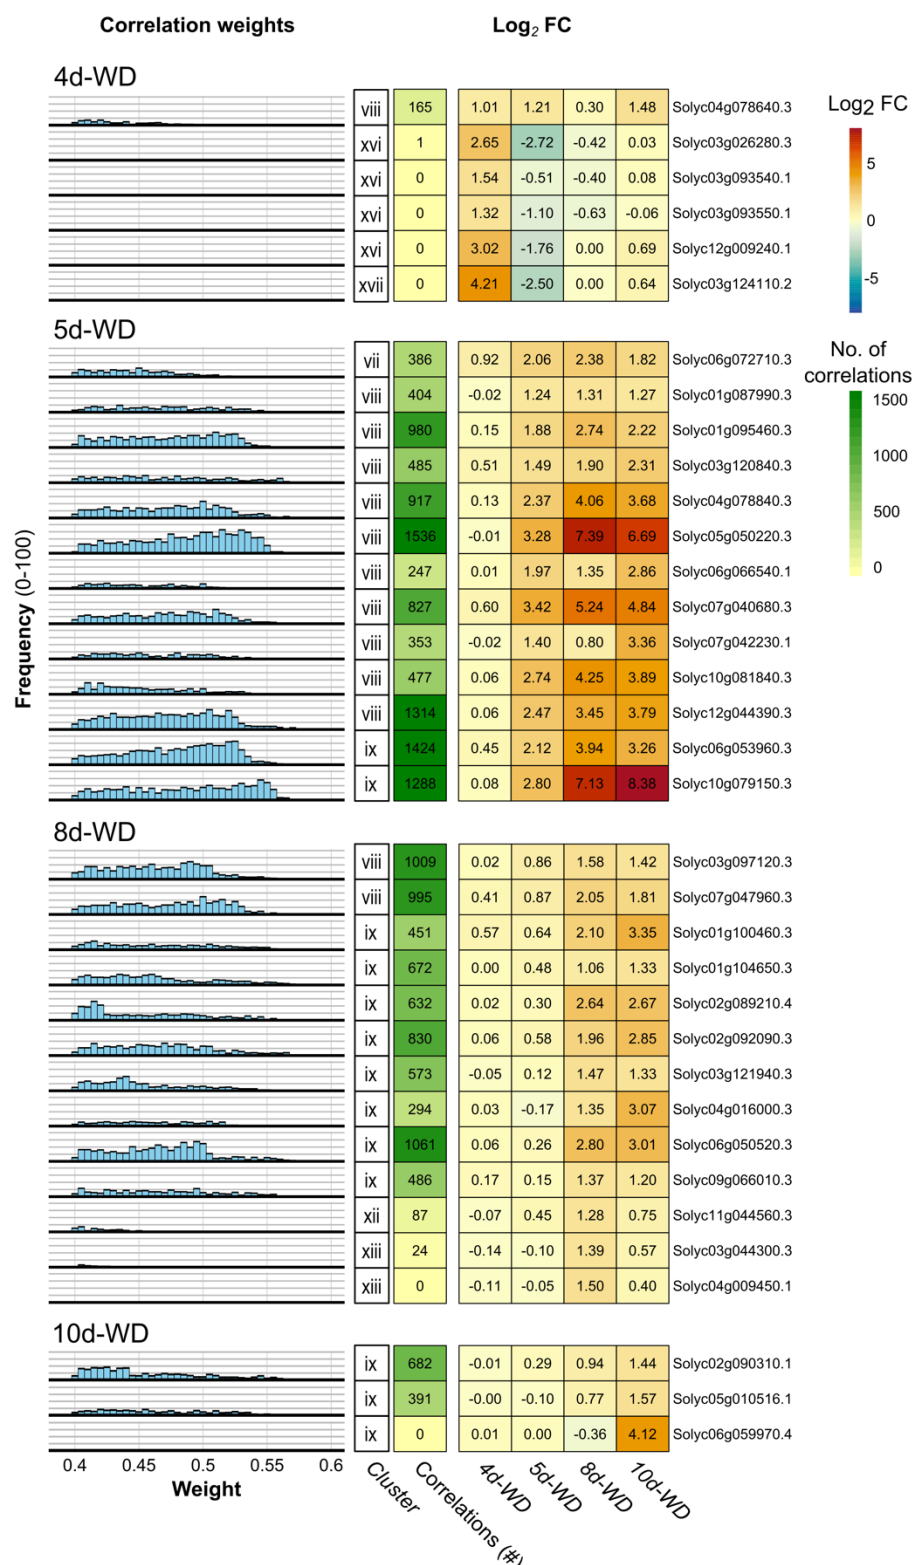 Correlation weights
Log2 FC
4d-WD
viii 165 1.01 1.21 0.30 1.48 Solyc04g078640.3
xvi 1 2.65 -2.72 -0.42 0.03 Solyc03g026280.3
xvi 0 1.54 -0.51 -0.40 0.08 Solyc03g093540.1
xvi 0 1.32 -1.10 -0.63 -0.06 Solyc03g093550.1
xvi 0 3.02 -1.76 0.00 0.69 Solyc12g009240.1
xvii 0 4.21 -2.50 0.00 0.64 Solyc03g124110.2
Log2 FC
5
0
-5
5d-WD
vii 386 0.92 2.06 2.38 1.82 Solyc06g072710.3
viii 404 -0.02 1.24 1.31 1.27 Solyc01g087990.3
viii 980 0.15 1.88 2.74 2.22 Solyc01g095460.3
viii 485 0.51 1.49 1.90 2.31 Solyc03g120840.3
viii 917 0.13 2.37 4.06 3.68 Solyc04g078840.3
viii 1536 -0.01 3.28 7.39 6.69 Solyc05g050220.3
viii 247 0.01 1.97 1.35 2.86 Solyc06g066540.1
viii 827 0.60 3.42 5.24 4.84 Solyc07g040680.3
viii 353 -0.02 1.40 0.80 3.36 Solyc07g042230.1
viii 477 0.06 2.74 4.25 3.89 Solyc10g081840.3
viii 1314 0.06 2.47 3.45 3.79 Solyc12g044390.3
ix 1424 0.45 2.12 3.94 3.26 Solyc06g053960.3
ix 1288 0.08 2.80 7.13 8.38 Solyc10g079150.3
No. of
correlations
1500
1000
500
0
Frequency (0-100)
8d-WD
viii 1009 0.02 0.86 1.58 1.42 Solyc03g097120.3
viii 995 0.41 0.87 2.05 1.81 Solyc07g047960.3
ix 451 0.57 0.64 2.10 3.35 Solyc01g100460.3
ix 672 0.00 0.48 1.06 1.33 Solyc01g104650.3
ix 632 0.02 0.30 2.64 2.67 Solyc02g089210.4
ix 830 0.06 0.58 1.96 2.85 Solyc02g092090.3
ix 573 -0.05 0.12 1.47 1.33 Solyc03g121940.3
ix 294 0.03 -0.17 1.35 3.07 Solyc04g016000.3
ix 1061 0.06 0.26 2.80 3.01 Solyc06g050520.3
ix 486 0.17 0.15 1.37 1.20 Solyc09g066010.3
xii 87 -0.07 0.45 1.28 0.75 Solyc11g044560.3
xiii 24 -0.14 -0.10 1.39 0.57 Solyc03g044300.3
xiii 0 -0.11 -0.05 1.50 0.40 Solyc04g009450.1
10d-WD
ix 682 -0.01 0.29 0.94 1.44 Solyc02g090310.1
ix 391 -0.00 -0.10 0.77 1.57 Solyc05g010516.1
ix 0 0.01 0.00 -0.36 4.12 Solyc06g059970.4
0.4 0.45 0.5 0.55 0.6
Weight
Cluster
Correlations (#)
4d-WD
5d-WD
8d-WD
10d-WD